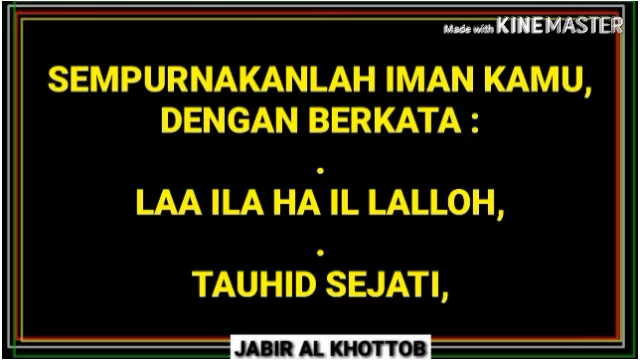 Made with KINEMASTER
SEMPURNAKANLAH IMAN KAMU,
DENGAN BERKATA :
.
LAA ILA HA IL LALLOH,
.
TAUHID SEJATI,
JABIR AL KHOTTOB